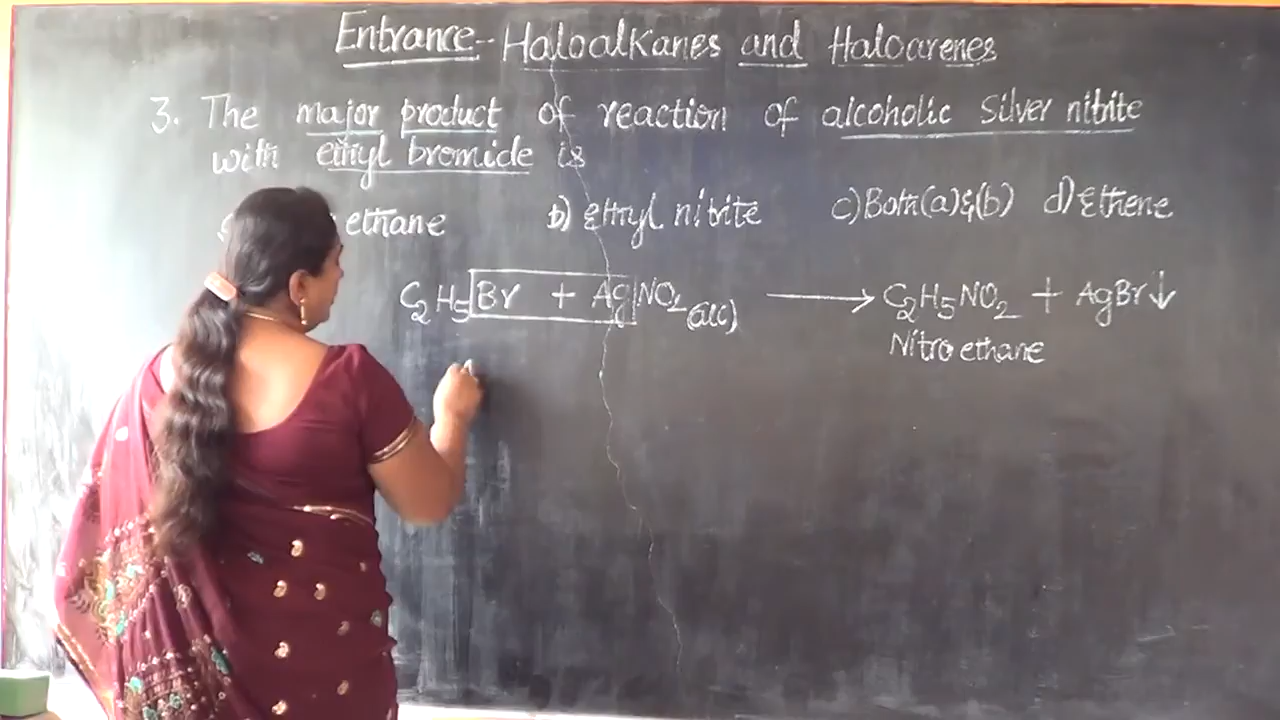 Entrance-- Haloalkanes and Haloarenes
3. The major product of reaction of alcoholic Silver nitrite
with ethyl bromide is
ethane b) Ethyl nitrite c) Both (a) & (b) d) Ethene
C₂H₅Br + AgNO₂(alc) ⟶ C₂H₅NO₂ + AgBr↓
Nitro ethane